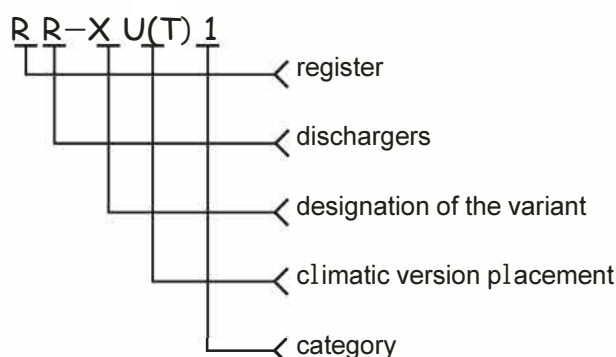 R R-X U(T) 1
register
dischargers
designation of the variant
climatic version placement
category